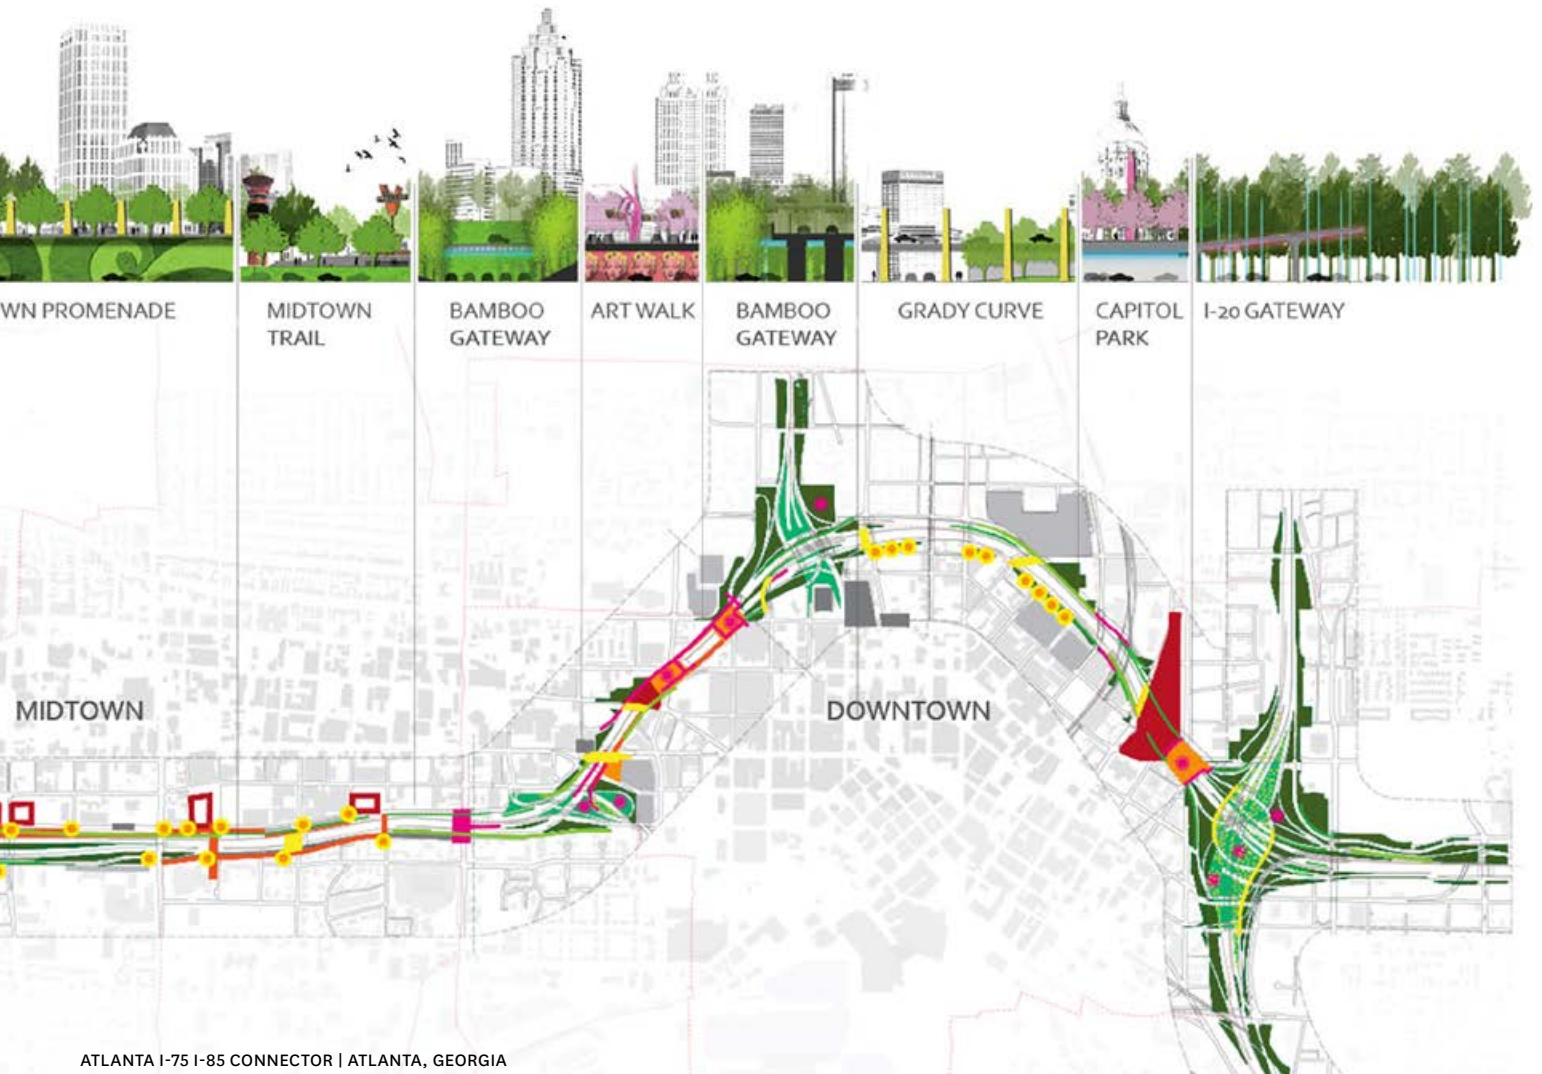 WN PROMENADE
MIDTOWN
TRAIL
BAMBOO
GATEWAY
ART WALK
BAMBOO
GATEWAY
GRADY CURVE
CAPITOL
PARK
I-20 GATEWAY
MIDTOWN
DOWNTOWN
ATLANTA I-75 I-85 CONNECTOR | ATLANTA, GEORGIA